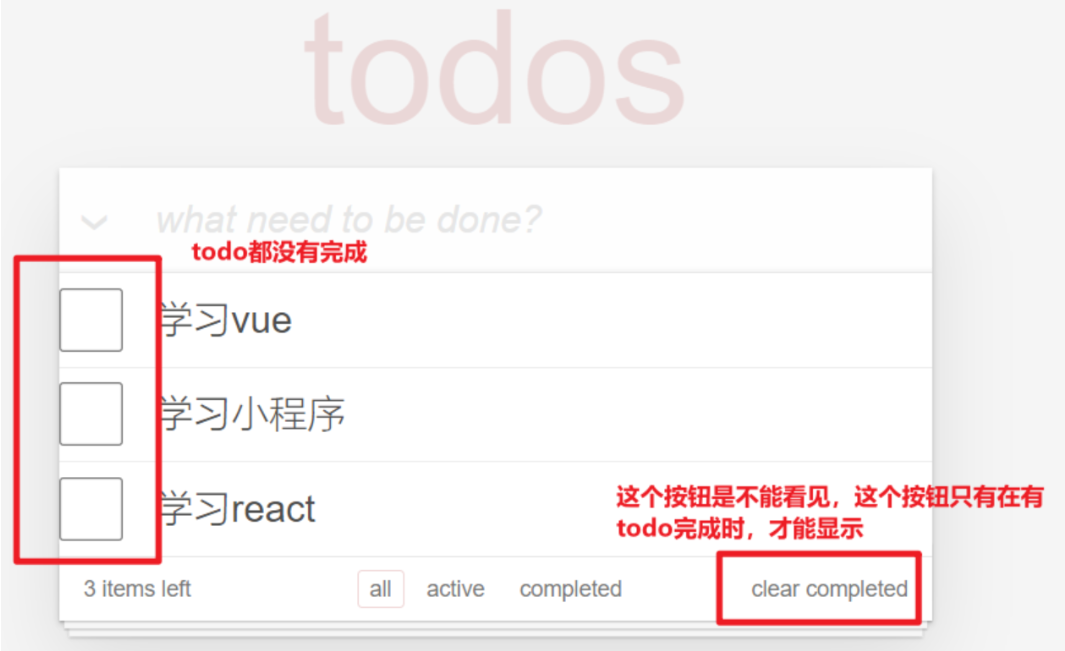 todos
what need to be done?
todo都没有完成
学习vue
学习小程序
学习react
这个按钮是不能看见，这个按钮只有在有
todo完成时，才能显示
3 items left all active completed clear completed